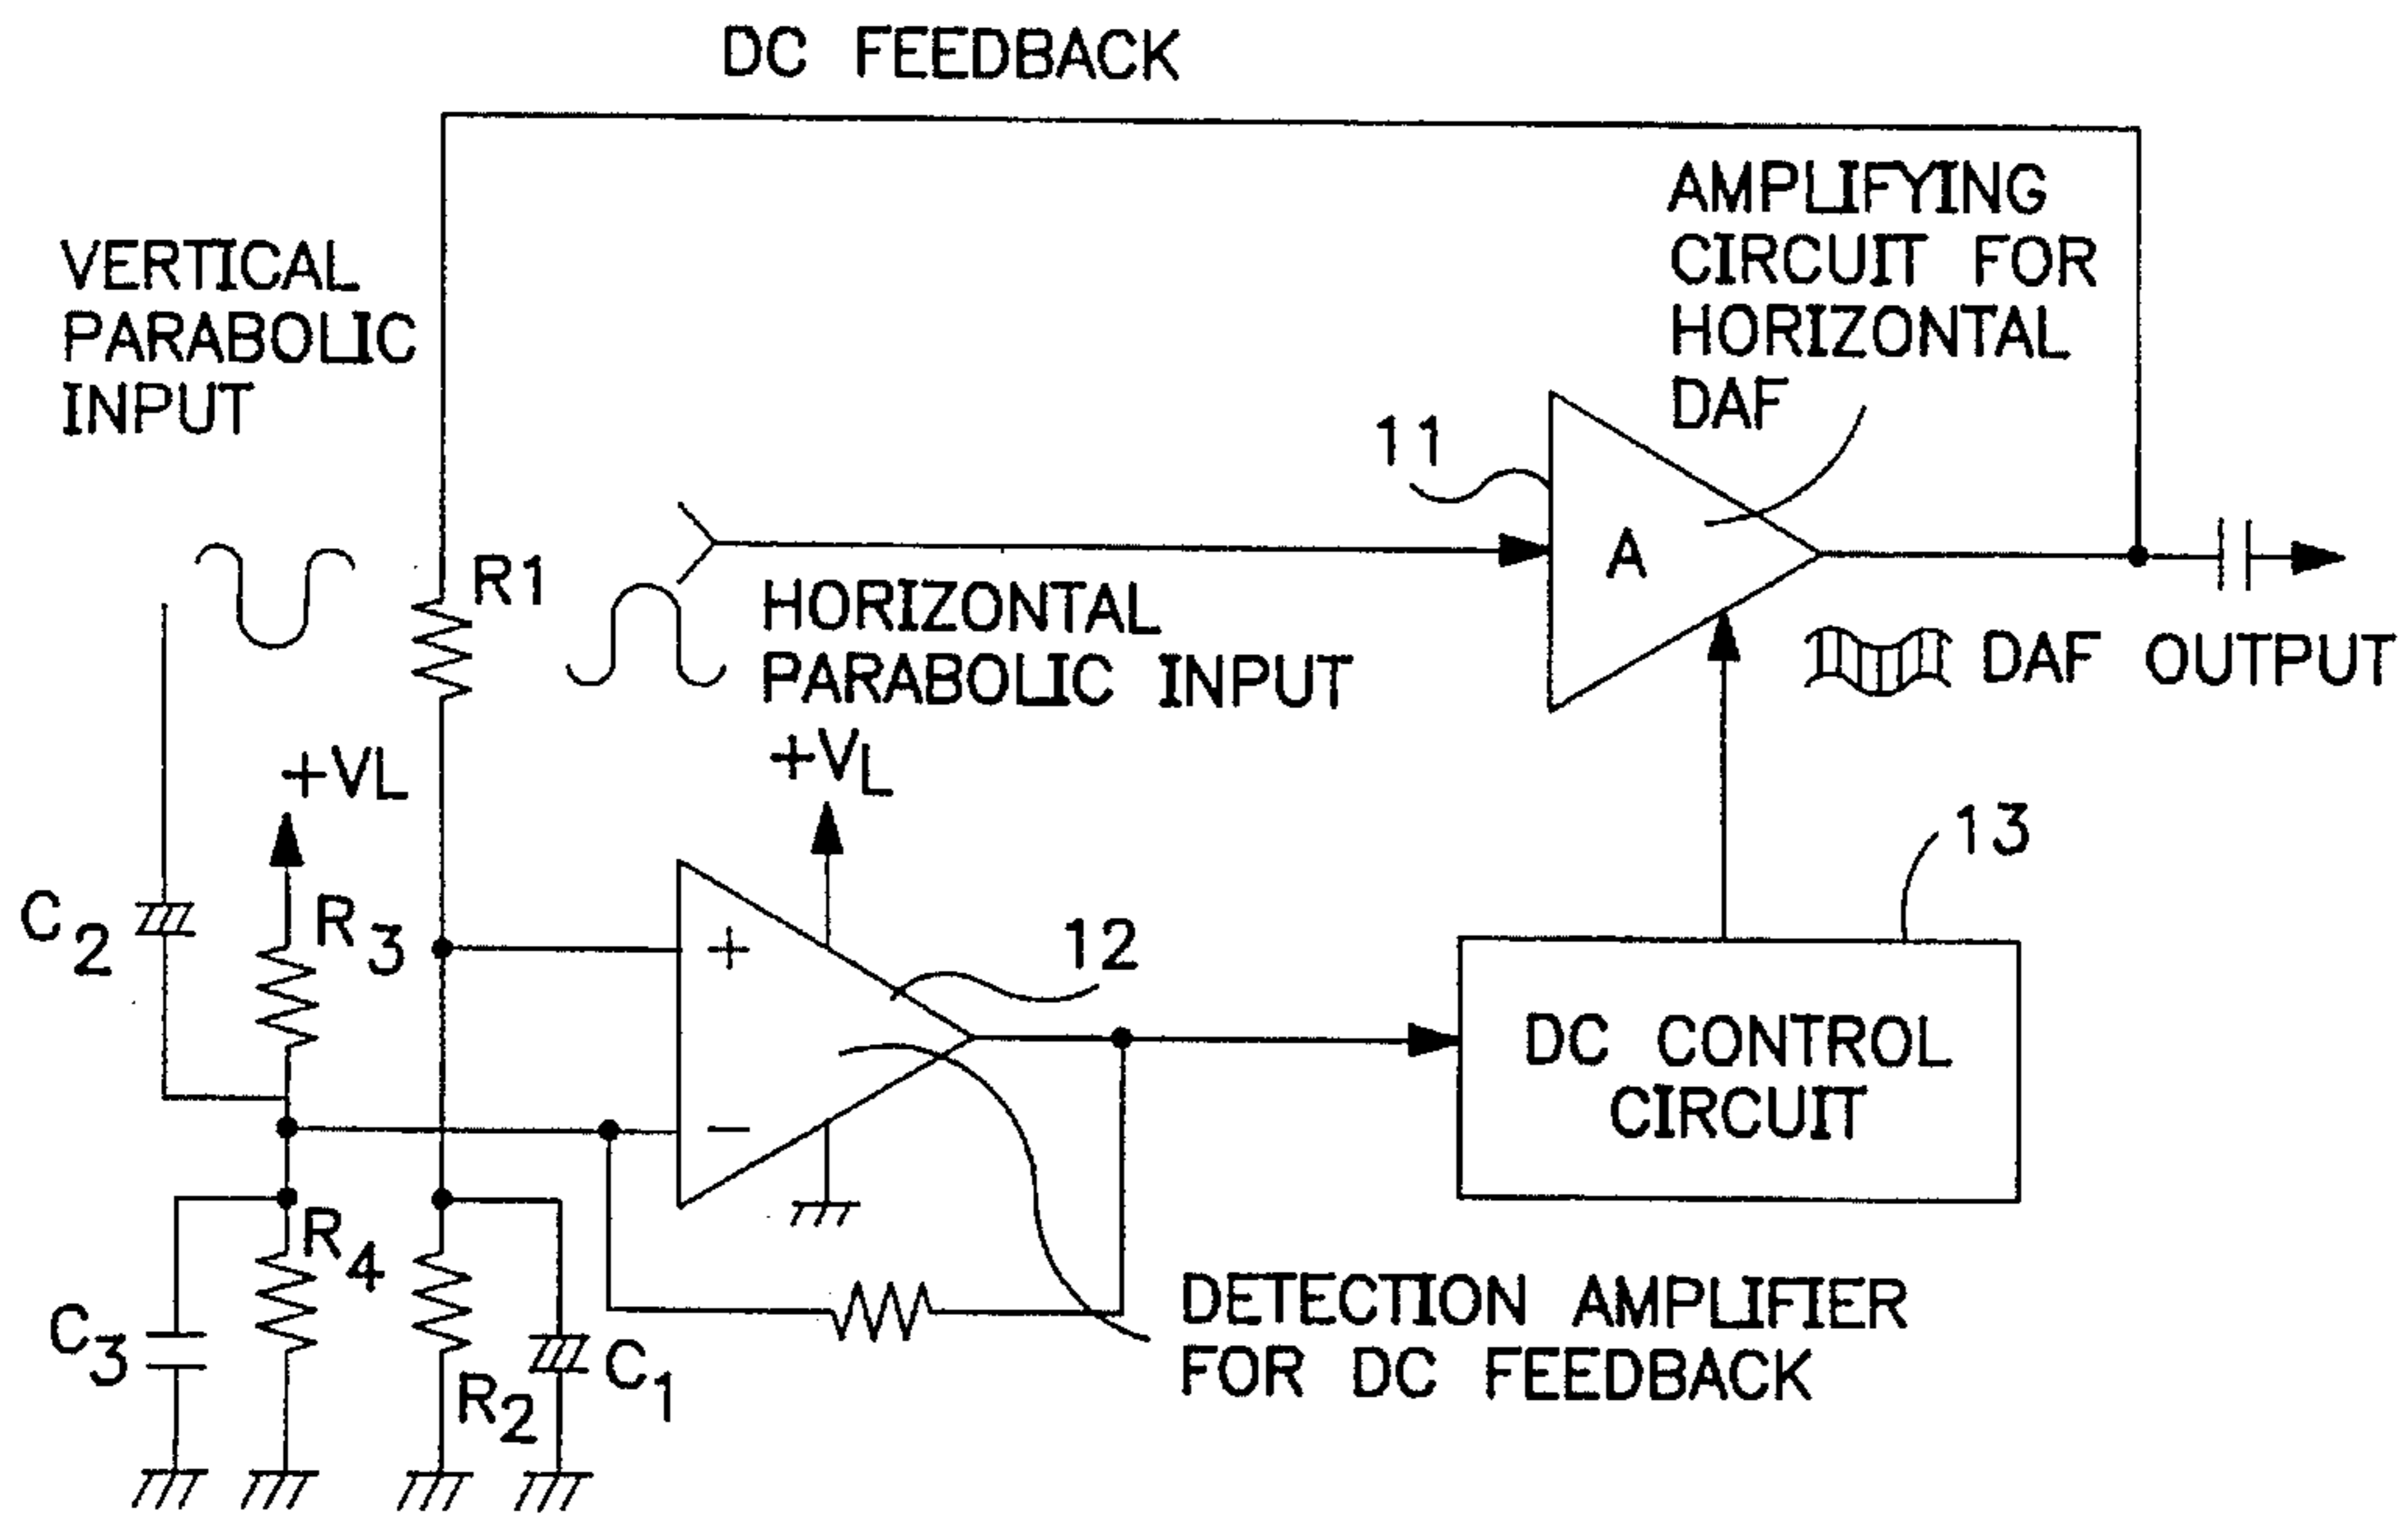 DC FEEDBACK
AMPLIFYING
CIRCUIT FOR
HORIZONTAL
DAF
VERTICAL
PARABOLIC
INPUT
11
A
R1
HORIZONTAL
PARABOLIC INPUT
DAF OUTPUT
+VL
+VL
13
C2
R3
+
12
DC CONTROL
CIRCUIT
−
R4
C3
R2
C1
DETECTION AMPLIFIER
FOR DC FEEDBACK